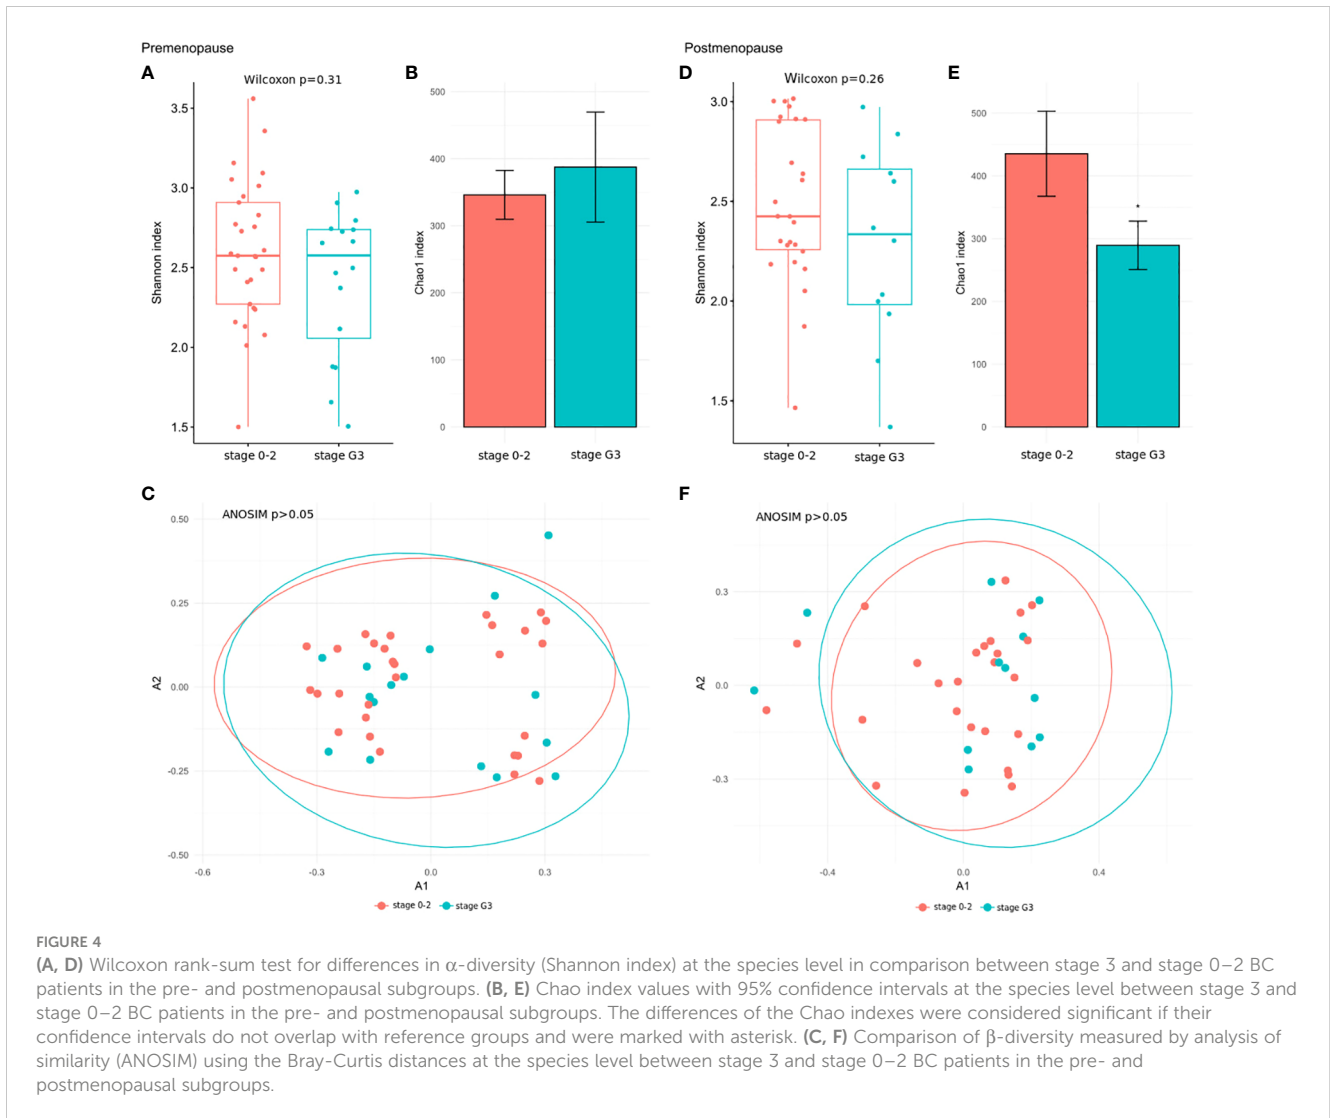 Premenopause
Postmenopause
A
Wilcoxon p=0.31
Shannon index
3.5
3.0
2.5
2.0
1.5
stage 0-2
stage G3
B
Chao1 index
500
400
300
200
100
0
stage 0-2
stage G3
D
Wilcoxon p=0.26
Shannon index
3.0
2.5
2.0
1.5
stage 0-2
stage G3
E
Chao1 index
500
400
300
200
100
0
*
stage 0-2
stage G3
C
ANOSIM p>0.05
A2
0.50
0.25
0.00
-0.25
-0.50
-0.6
-0.3
0.0
0.3
A1
stage 0-2
stage G3
F
ANOSIM p>0.05
A2
0.3
0.0
-0.3
-0.4
0.0
0.4
A1
stage 0-2
stage G3
FIGURE 4
(A, D) Wilcoxon rank-sum test for differences in α-diversity (Shannon index) at the species level in comparison between stage 3 and stage 0–2 BC
patients in the pre- and postmenopausal subgroups. (B, E) Chao index values with 95% confidence intervals at the species level between stage 3 and
stage 0–2 BC patients in the pre- and postmenopausal subgroups. The differences of the Chao indexes were considered significant if their
confidence intervals do not overlap with reference groups and were marked with asterisk. (C, F) Comparison of β-diversity measured by analysis of
similarity (ANOSIM) using the Bray-Curtis distances at the species level between stage 3 and stage 0–2 BC patients in the pre- and
postmenopausal subgroups.